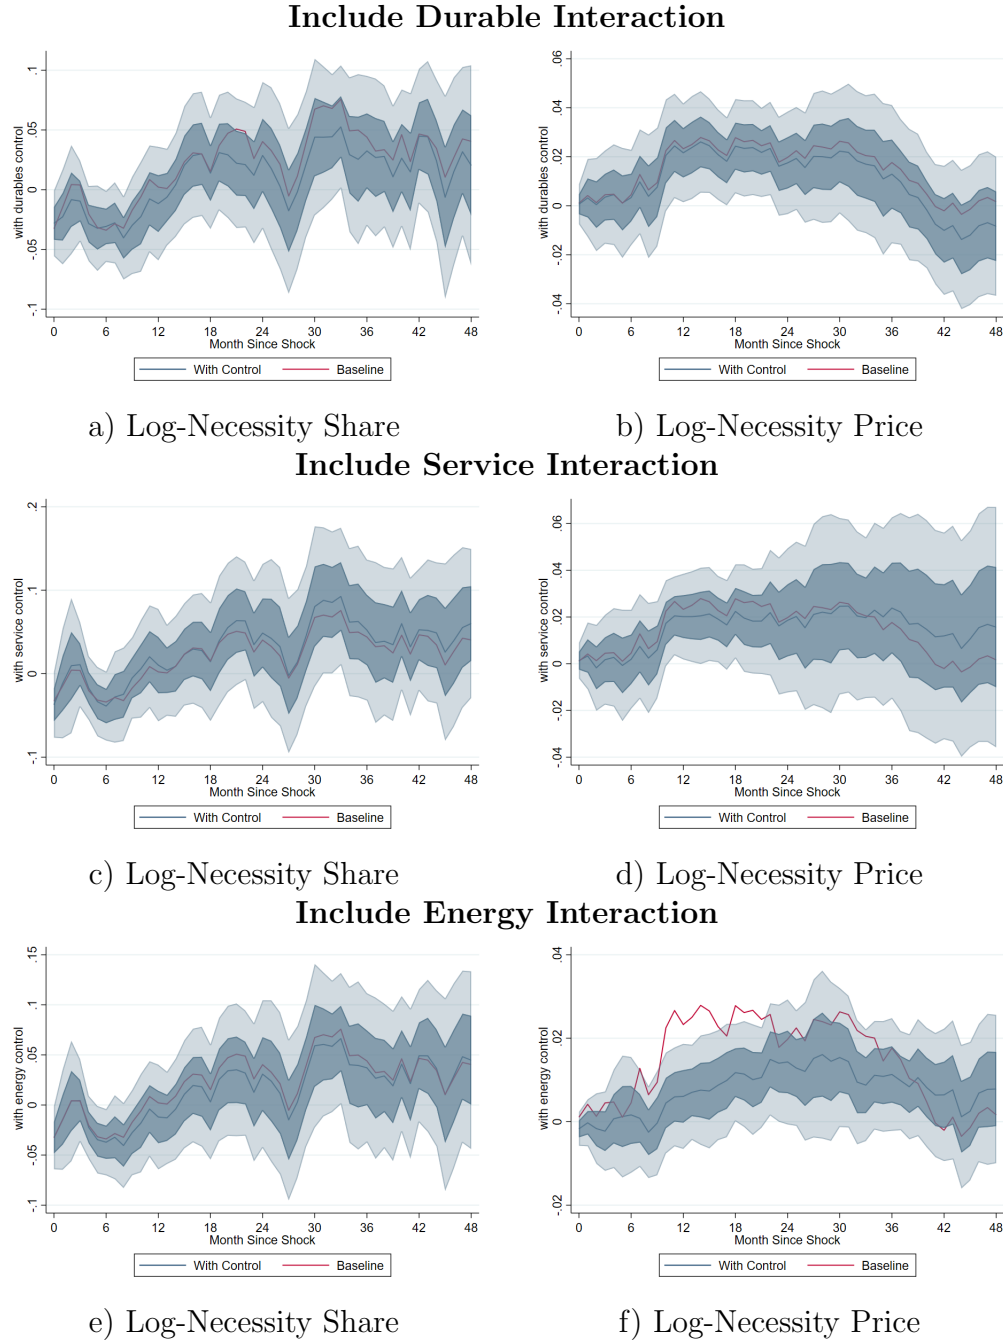 Include Durable Interaction
with durables control
.1
.05
0
-.05
-.1
0 6 12 18 24 30 36 42 48
Month Since Shock
With Control Baseline
with durables control
.06
.04
.02
0
-.02
-.04
0 6 12 18 24 30 36 42 48
Month Since Shock
With Control Baseline
a) Log-Necessity Share
b) Log-Necessity Price
Include Service Interaction
with service control
.2
.1
0
-.1
0 6 12 18 24 30 36 42 48
Month Since Shock
With Control Baseline
with service control
.06
.04
.02
0
-.02
-.04
0 6 12 18 24 30 36 42 48
Month Since Shock
With Control Baseline
c) Log-Necessity Share
d) Log-Necessity Price
Include Energy Interaction
with energy control
.15
.1
.05
0
-.05
-.1
0 6 12 18 24 30 36 42 48
Month Since Shock
With Control Baseline
with energy control
.04
.02
0
-.02
0 6 12 18 24 30 36 42 48
Month Since Shock
With Control Baseline
e) Log-Necessity Share
f) Log-Necessity Price